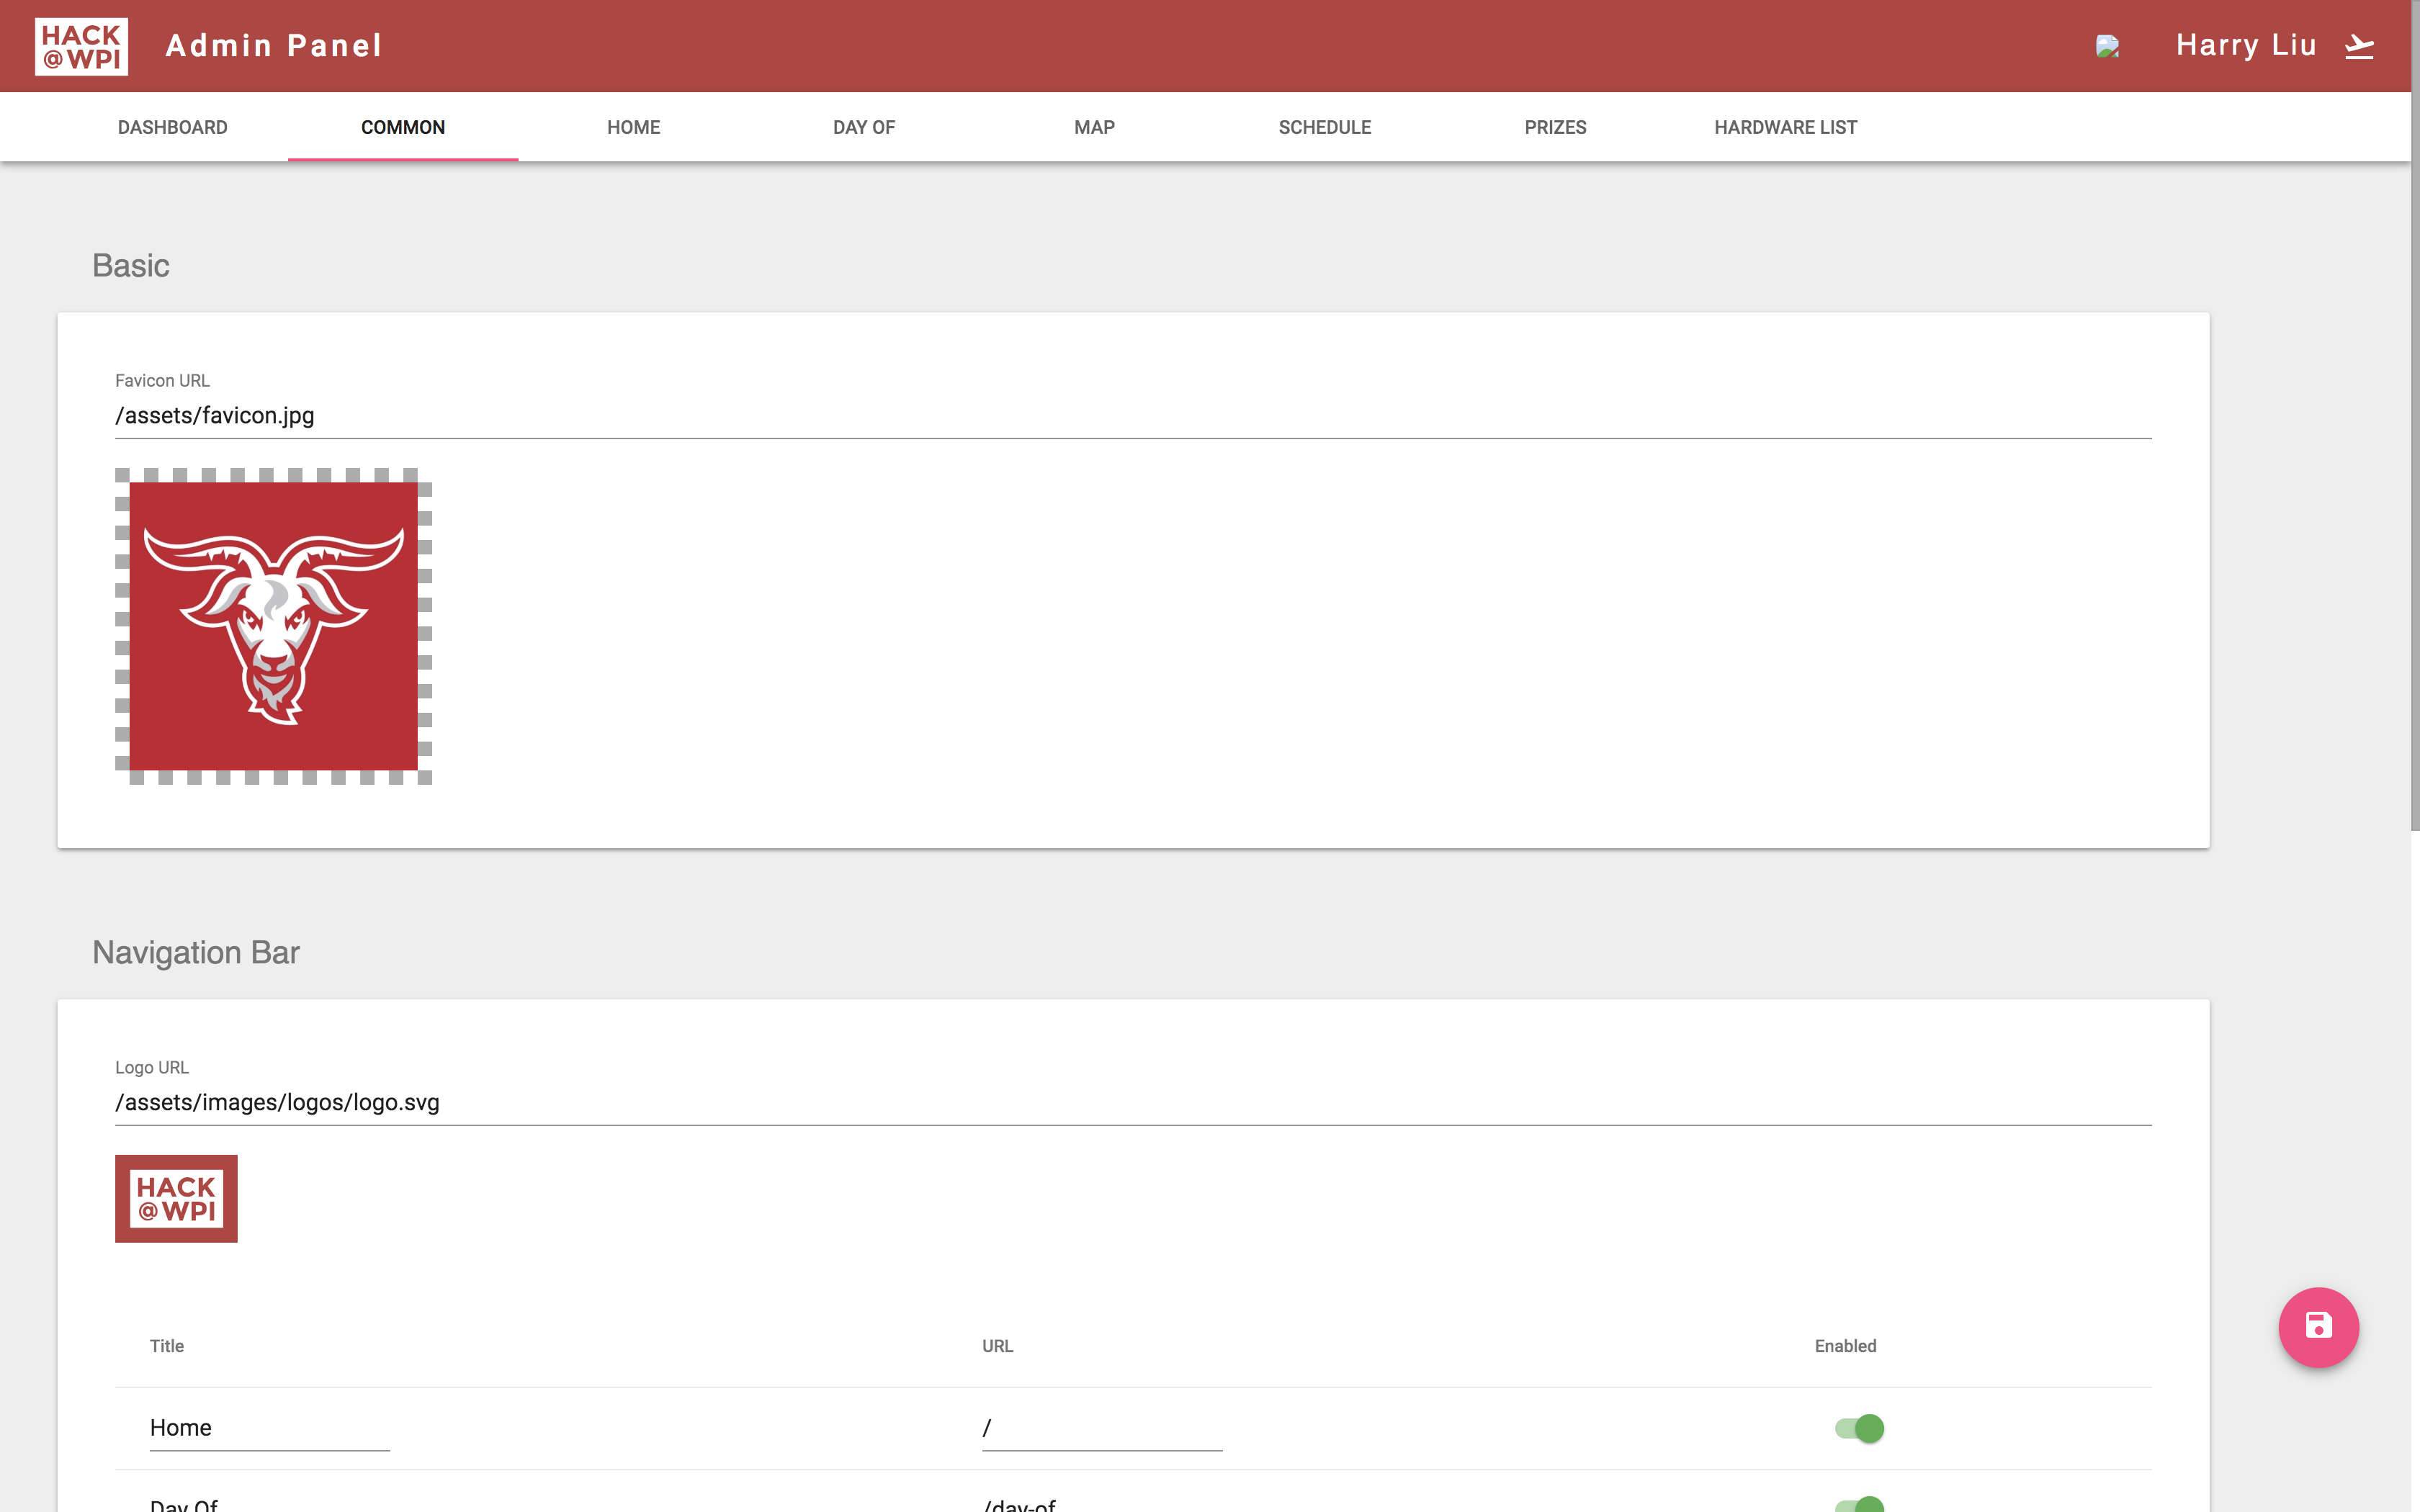 HACK
@WPI
Admin Panel
Harry Liu
DASHBOARD COMMON HOME DAY OF MAP SCHEDULE PRIZES HARDWARE LIST
Basic
Favicon URL
/assets/favicon.jpg
Navigation Bar
Logo URL
/assets/images/logos/logo.svg
HACK
@WPI
Title URL Enabled
Home /
Day Of /day-of